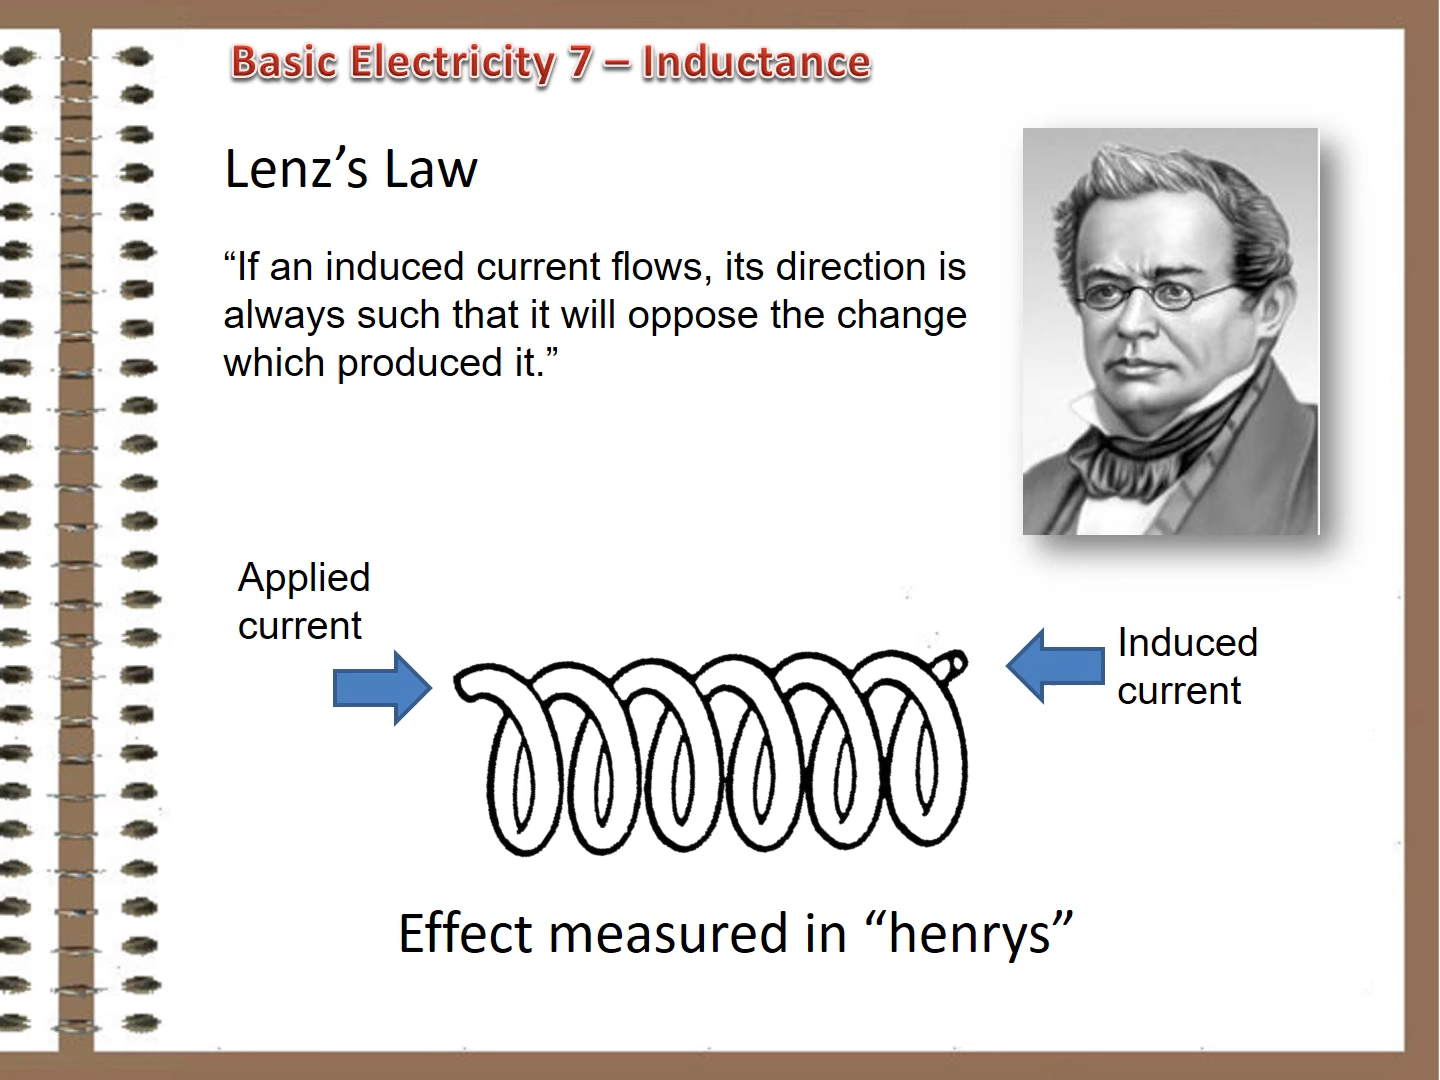 Basic Electricity 7 – Inductance
Lenz’s Law
“If an induced current flows, its direction is
always such that it will oppose the change
which produced it.”
Applied
current
Induced
current
Effect measured in “henrys”